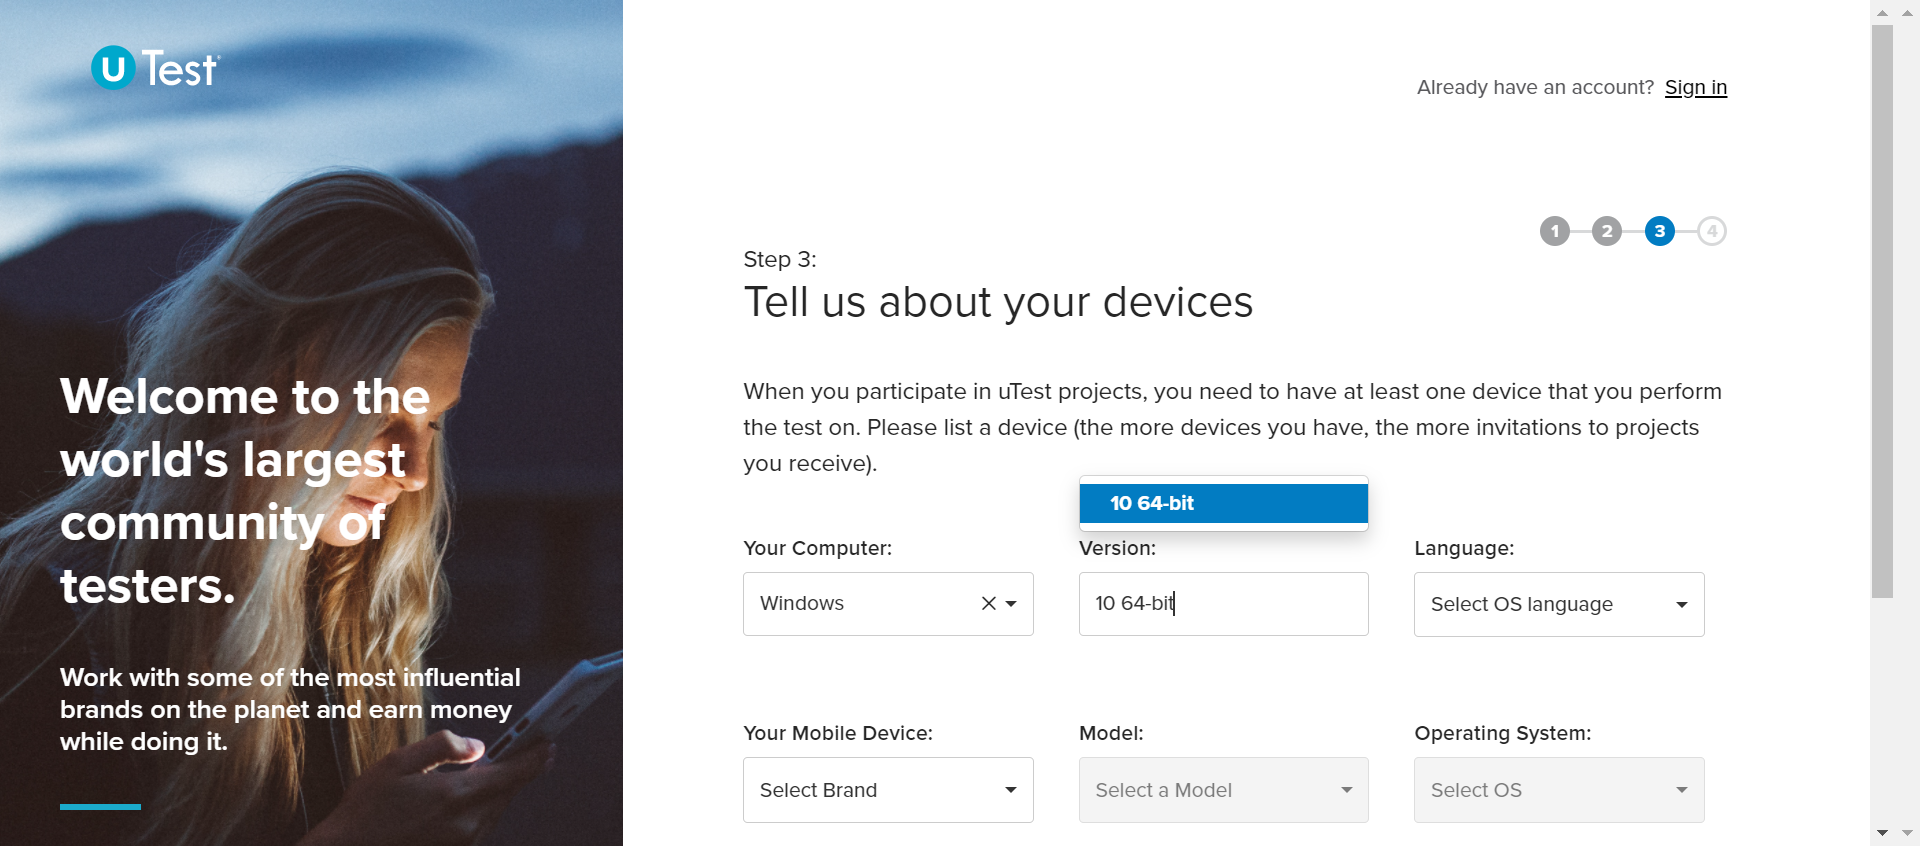 u Test
Welcome to the
world's largest
community of
testers.
Work with some of the most influential
brands on the planet and earn money
while doing it.
Already have an account? Sign in
1 2 3 4
Step 3:
Tell us about your devices
When you participate in uTest projects, you need to have at least one device that you perform
the test on. Please list a device (the more devices you have, the more invitations to projects
you receive).
10 64-bit
Your Computer: Version: Language:
Windows 10 64-bit Select OS language
Your Mobile Device: Model: Operating System:
Select Brand Select a Model Select OS